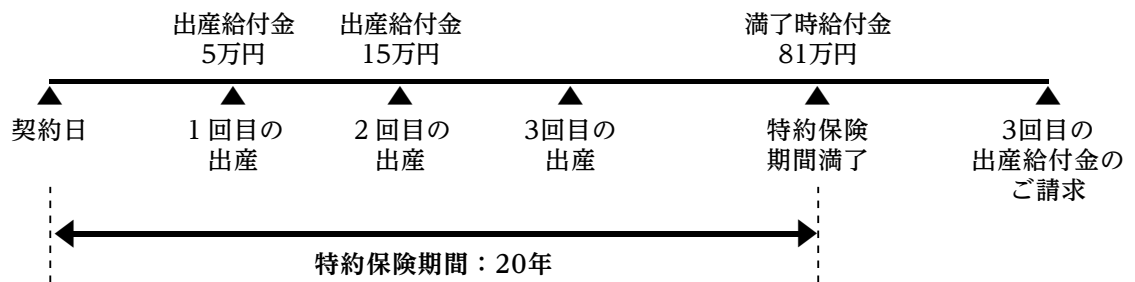 出産給付金
5万円
出産給付金
15万円
満了時給付金
81万円
契約日
1回目の
出産
2回目の
出産
3回目の
出産
特約保険
期間満了
3回目の
出産給付金の
ご請求
特約保険期間：20年